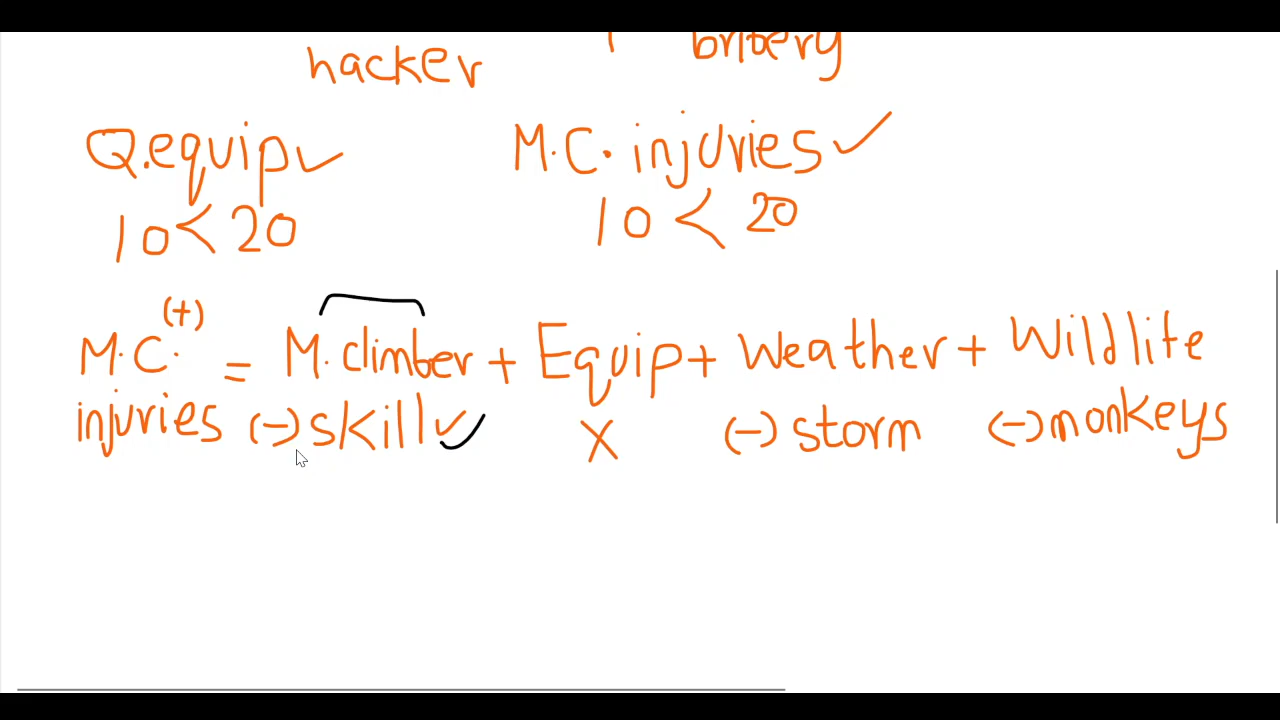 hacker bribery
Q.equip✓ M.C. injuries ✓
10 < 20 10 < 20
(+)
M.C. = M.climber + Equip + Weather + Wildlife
injuries (-) skill ✓ X (-) storm (-) monkeys